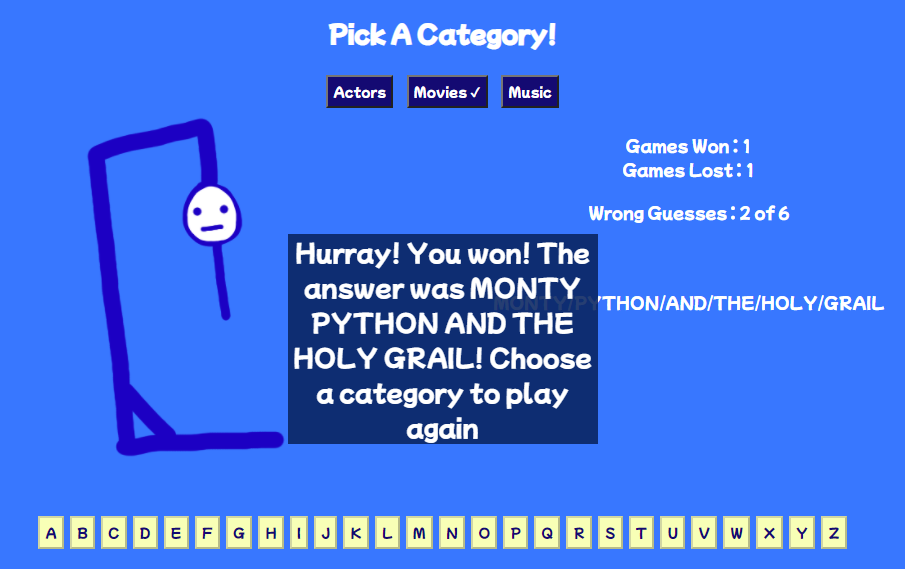 Pick A Category!
Actors
Movies ✓
Music
Games Won : 1
Games Lost : 1
Wrong Guesses : 2 of 6
Hurray! You won! The
answer was MONTY
PYTHON AND THE
HOLY GRAIL! Choose
a category to play
again
MONTY/PYTHON/AND/THE/HOLY/GRAIL
A B C D E F G H I J K L M N O P Q R S T U V W X Y Z